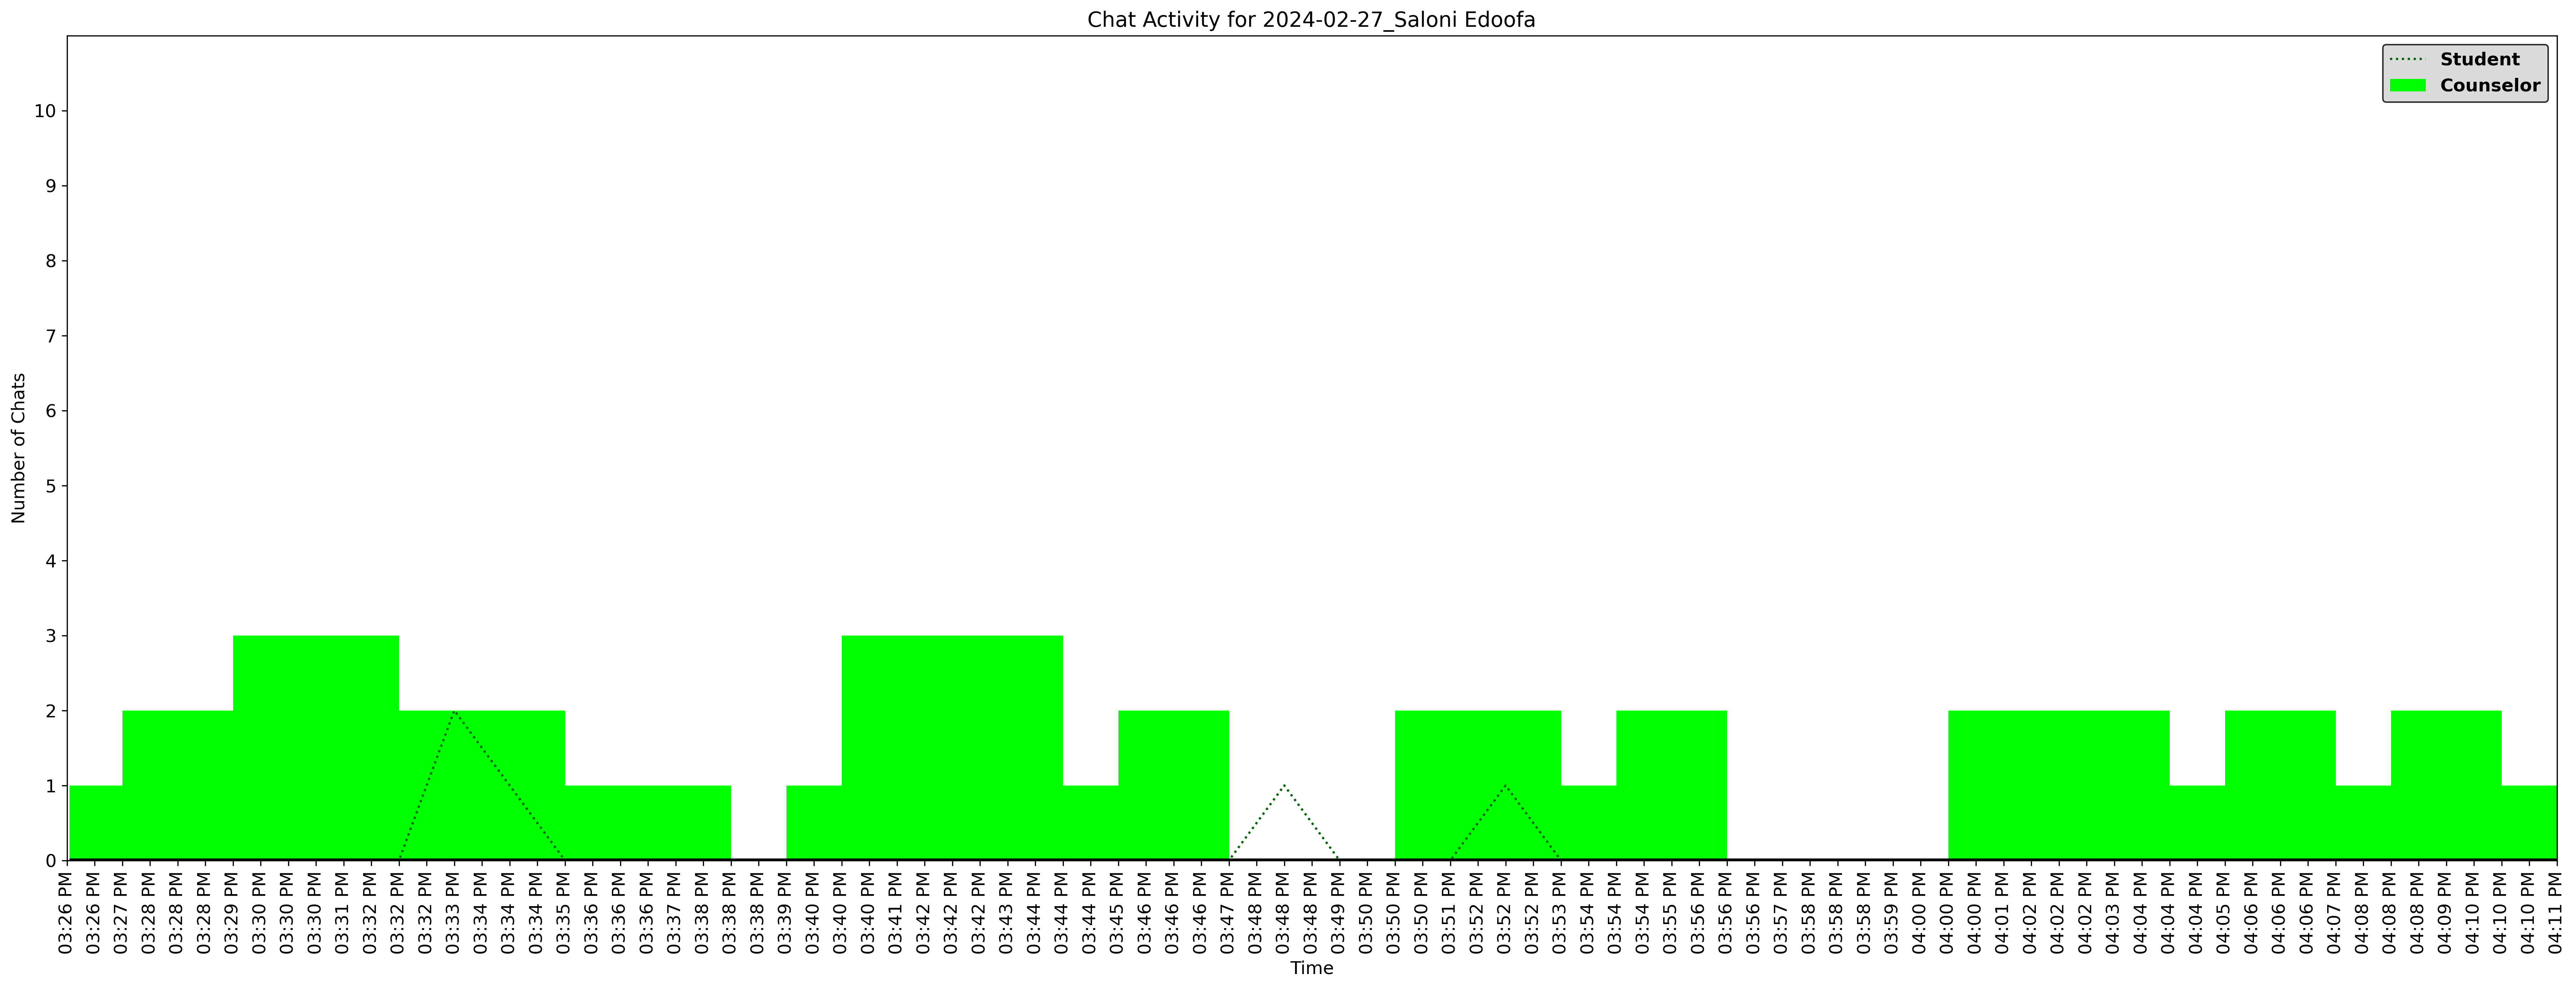 Chat Activity for 2024-02-27_Saloni Edoofa
Student
Counselor
10
9
8
7
6
5
4
3
2
1
0
Number of Chats
03:26 PM
03:26 PM
03:27 PM
03:28 PM
03:28 PM
03:28 PM
03:29 PM
03:30 PM
03:30 PM
03:30 PM
03:31 PM
03:32 PM
03:32 PM
03:32 PM
03:33 PM
03:34 PM
03:34 PM
03:34 PM
03:35 PM
03:36 PM
03:36 PM
03:36 PM
03:37 PM
03:38 PM
03:38 PM
03:38 PM
03:39 PM
03:40 PM
03:40 PM
03:40 PM
03:41 PM
03:42 PM
03:42 PM
03:42 PM
03:43 PM
03:44 PM
03:44 PM
03:44 PM
03:45 PM
03:46 PM
03:46 PM
03:46 PM
03:47 PM
03:48 PM
03:48 PM
03:48 PM
03:49 PM
03:50 PM
03:50 PM
03:50 PM
03:51 PM
03:52 PM
03:52 PM
03:52 PM
03:53 PM
03:54 PM
03:54 PM
03:54 PM
03:55 PM
03:56 PM
03:56 PM
03:56 PM
03:57 PM
03:58 PM
03:58 PM
03:58 PM
03:59 PM
04:00 PM
04:00 PM
04:00 PM
04:01 PM
04:02 PM
04:02 PM
04:02 PM
04:03 PM
04:04 PM
04:04 PM
04:04 PM
04:05 PM
04:06 PM
04:06 PM
04:06 PM
04:07 PM
04:08 PM
04:08 PM
04:08 PM
04:09 PM
04:10 PM
04:10 PM
04:10 PM
04:11 PM
Time